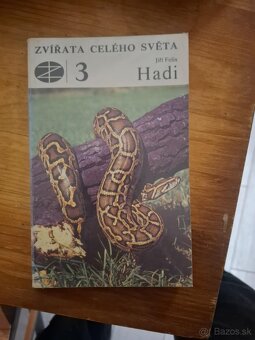 ZVÍŘATA CELÉHO SVĚTA
Jiří Felix
3 Hadi
Bazos.sk